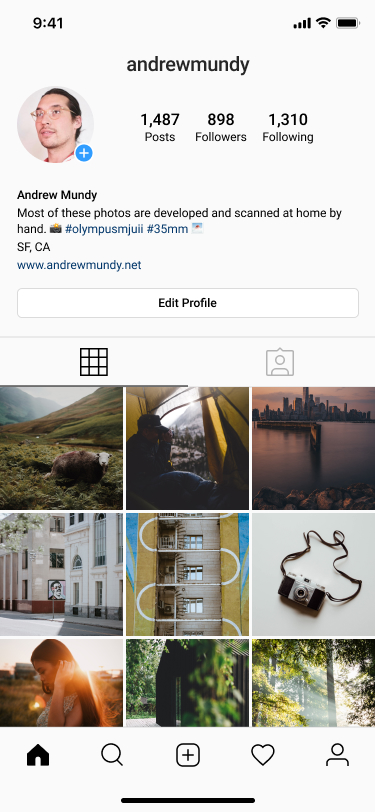 9:41
andrewmundy
1,487 898 1,310
Posts Followers Following
Andrew Mundy
Most of these photos are developed and scanned at home by
hand. 📸 #olympusmjuii #35mm 🌁
SF, CA
www.andrewmundy.net
Edit Profile